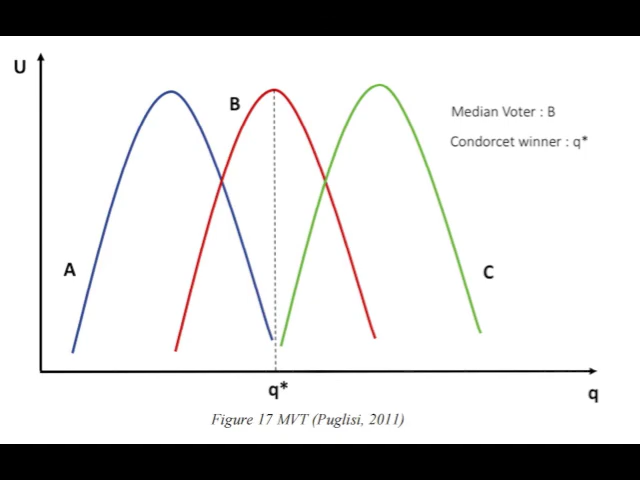 U
B
Median Voter : B
Condorcet winner : q*
A
C
q*
q
Figure 17 MVT (Puglisi, 2011)